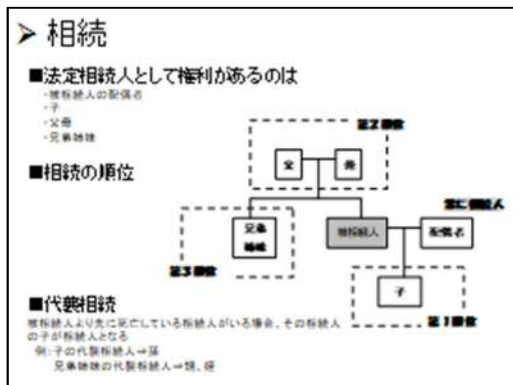 ➤ 相続
■法定相続人として権利があるのは
・被相続人の配偶者
・子
・父母
・兄弟姉妹
第2順位
父
母
■相続の順位
常に相続人
兄弟
姉妹
被相続人
配偶者
第3順位
子
第1順位
■代襲相続
被相続人より先に死亡している相続人がいる場合、その相続人
の子が相続人となる
例:子の代襲相続人⇒孫
兄弟姉妹の代襲相続人⇒甥、姪